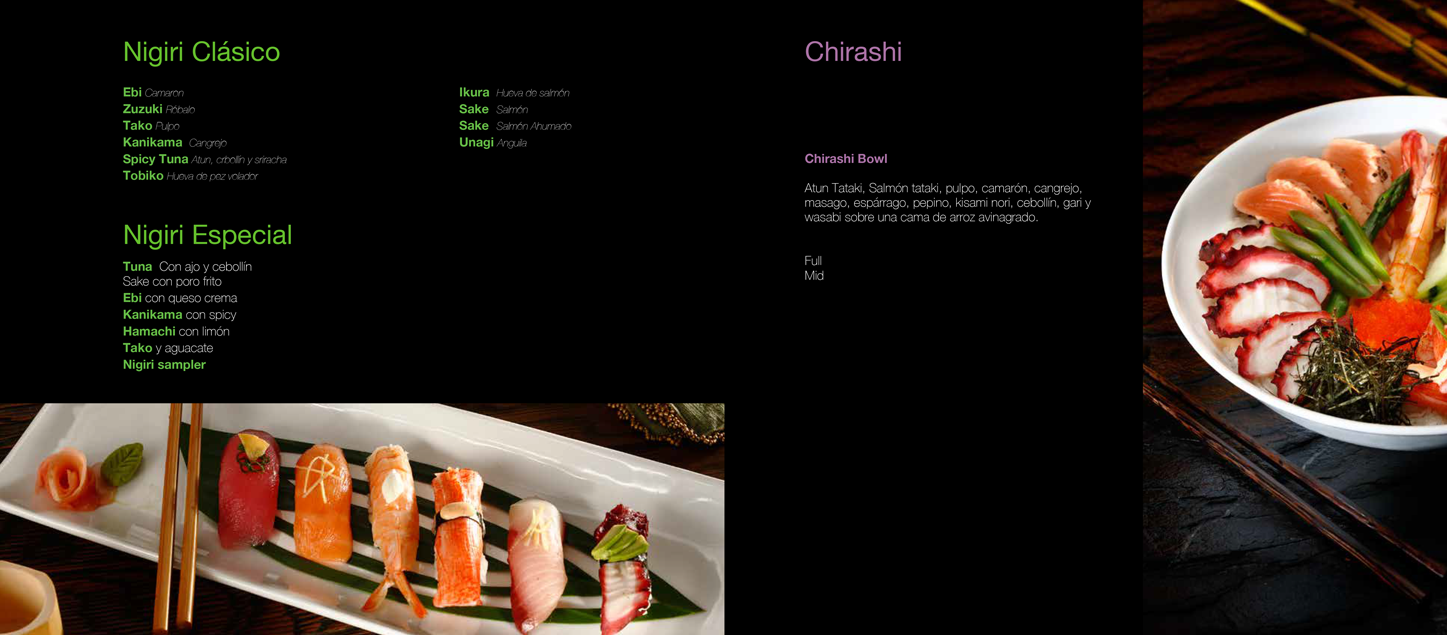 Nigiri Clásico
Ebi Camaron
Zuzuki Róbalo
Tako Pulpo
Kanikama Cangrejo
Spicy Tuna Atun, crbollin y sriracha
Tobiko Hueva de pez volador
Ikura Hueva de salmón
Sake Salmón
Sake Salmón Ahumado
Unagi Anguila
Nigiri Especial
Tuna Con ajo y cebollín
Sake con poro frito
Ebi con queso crema
Kanikama con spicy
Hamachi con limón
Tako y aguacate
Nigiri sampler
Chirashi
Chirashi Bowl
Atun Tataki, Salmón tataki, pulpo, camarón, cangrejo,
masago, espárrago, pepino, kisami nori, cebollín, gari y
wasabi sobre una cama de arroz avinagrado.
Full
Mid